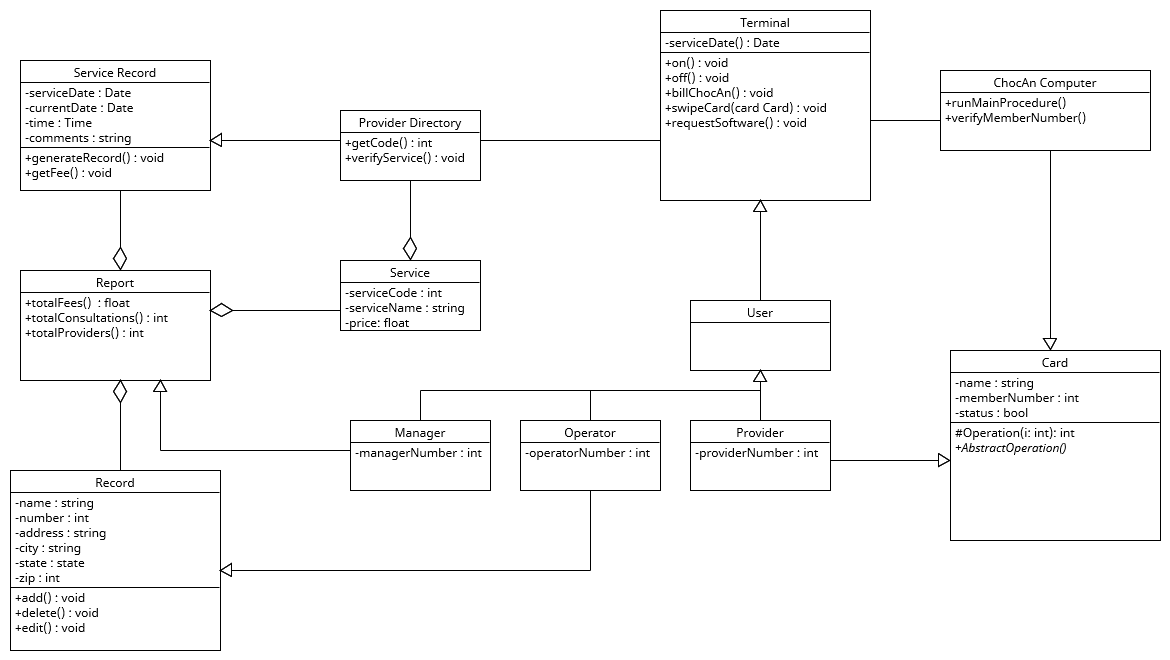 Terminal
-serviceDate() : Date
+on() : void
+off() : void
+billChocAn() : void
+swipeCard(card Card) : void
+requestSoftware() : void
Service Record
-serviceDate : Date
-currentDate : Date
-time : Time
-comments : string
+generateRecord() : void
+getFee() : void
Provider Directory
+getCode() : int
+verifyService() : void
ChocAn Computer
+runMainProcedure()
+verifyMemberNumber()
Report
+totalFees()  : float
+totalConsultations() : int
+totalProviders() : int
Service
-serviceCode : int
-serviceName : string
-price: float
User
Card
-name : string
-memberNumber : int
-status : bool
#Operation(i: int): int
+AbstractOperation()
Manager
-managerNumber : int
Operator
-operatorNumber : int
Provider
-providerNumber : int
Record
-name : string
-number : int
-address : string
-city : string
-state : state
-zip : int
+add() : void
+delete() : void
+edit() : void